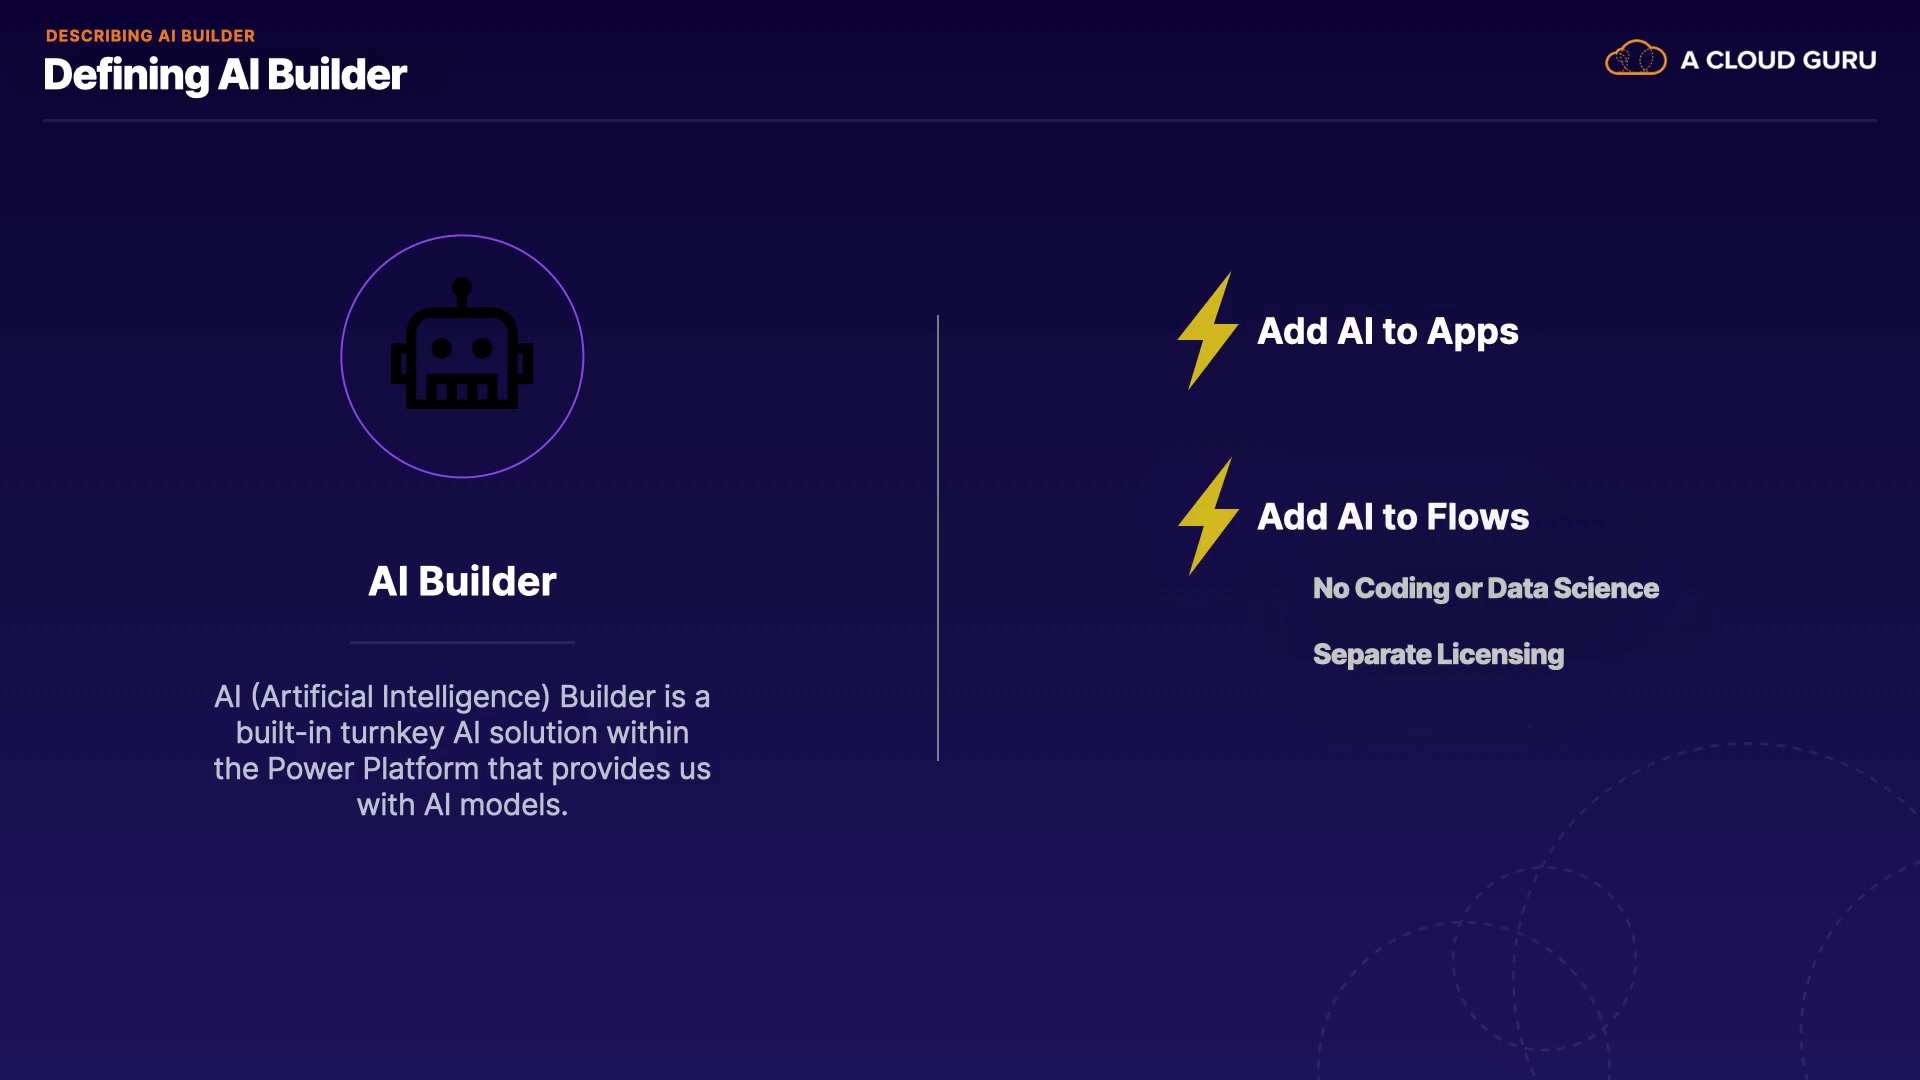 DESCRIBING AI BUILDER
Defining AI Builder
A CLOUD GURU
AI Builder
AI (Artificial Intelligence) Builder is a
built-in turnkey AI solution within
the Power Platform that provides us
with AI models.
Add AI to Apps
Add AI to Flows
No Coding or Data Science
Separate Licensing